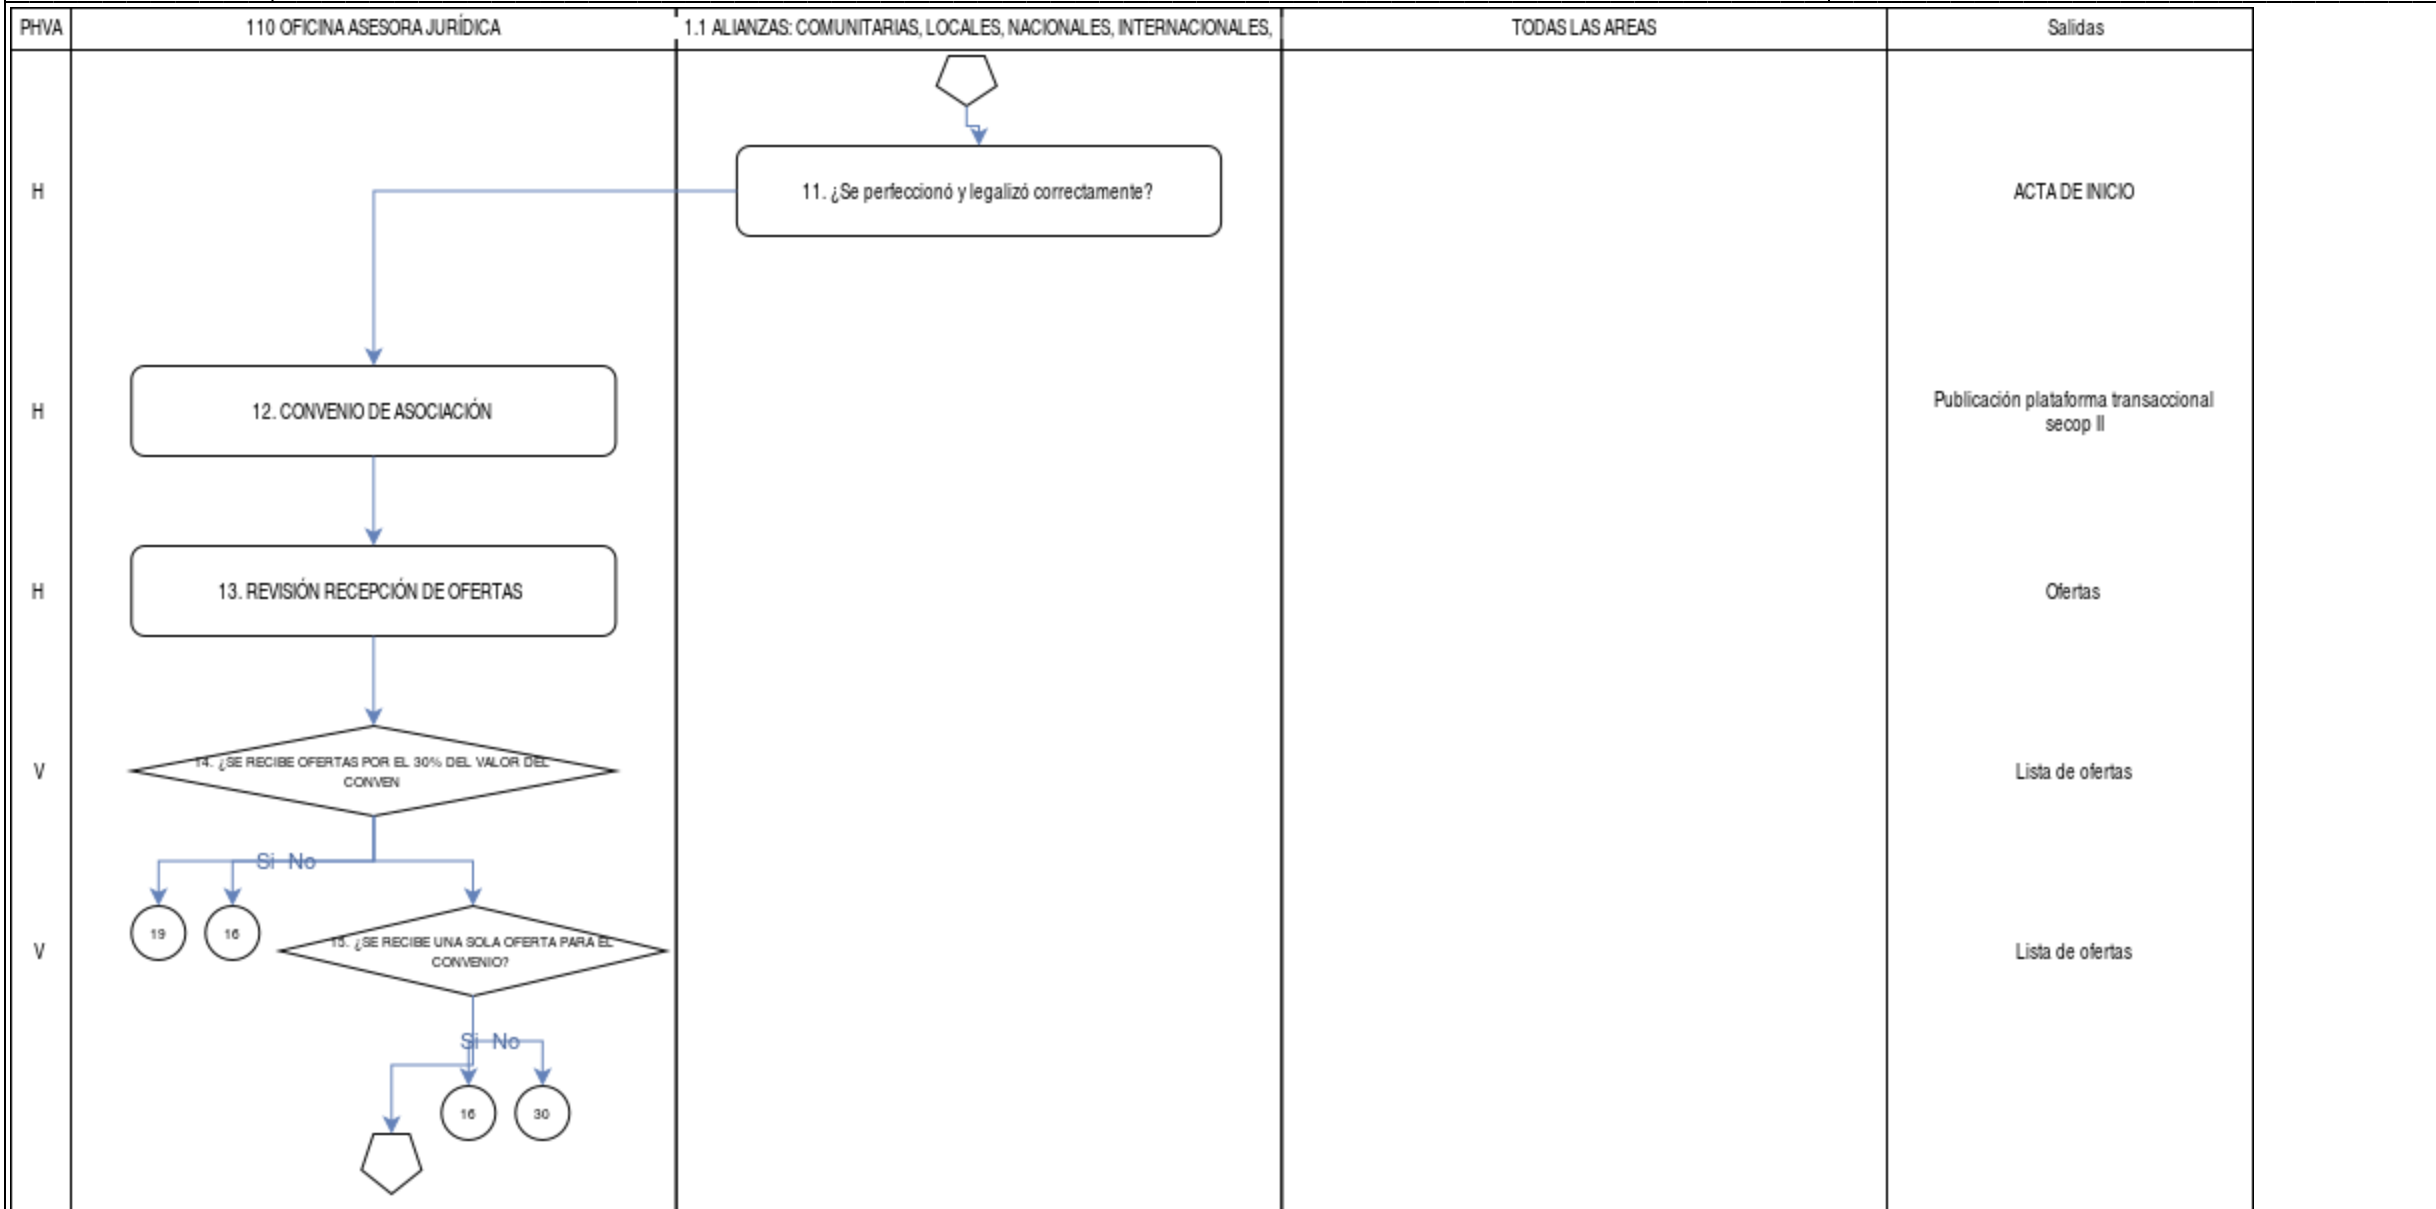 PHVA
110 OFICINA ASESORA JURÍDICA
1.1 ALIANZAS: COMUNITARIAS, LOCALES, NACIONALES, INTERNACIONALES,
TODAS LAS AREAS
Salidas
H
11. ¿Se perfeccionó y legalizó correctamente?
ACTA DE INICIO
H
12. CONVENIO DE ASOCIACIÓN
Publicación plataforma transaccional
secop II
H
13. REVISIÓN RECEPCIÓN DE OFERTAS
Ofertas
V
14. ¿SE RECIBE OFERTAS POR EL 30% DEL VALOR DEL
CONVEN
Lista de ofertas
Si No
19
16
V
15. ¿SE RECIBE UNA SOLA OFERTA PARA EL
CONVENIO?
Lista de ofertas
Si No
16
30